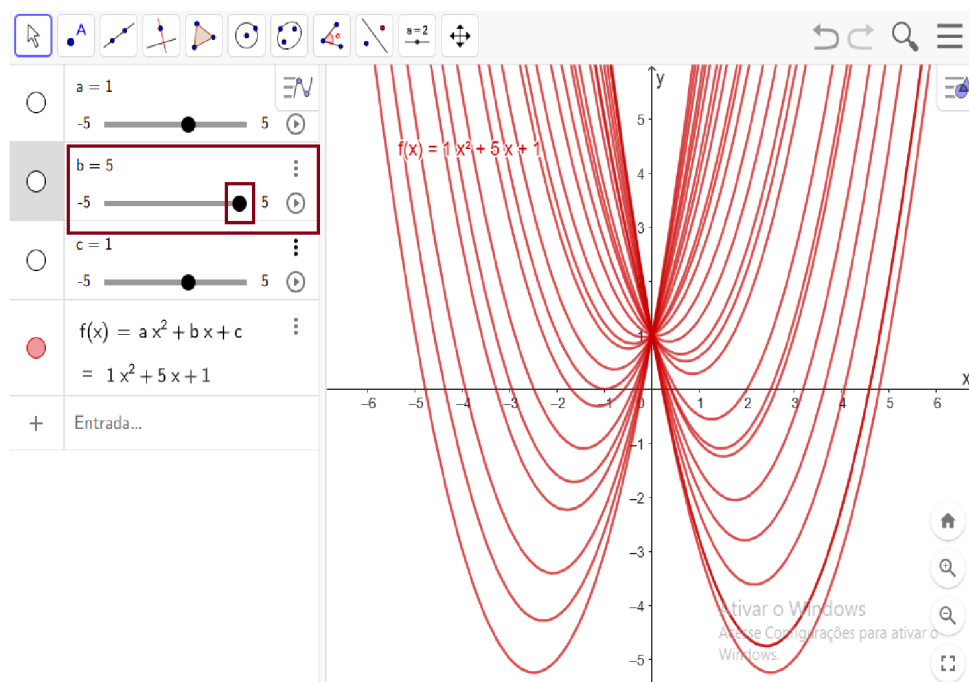 A
a=2
a = 1
-5 5
b = 5
-5 5
c = 1
-5 5
f(x) = a x² + b x + c
= 1 x² + 5 x + 1
+ Entrada...
y
f(x) = 1 x² + 5 x + 1
5
4
3
1
x
–6 –5 –4 –3 –2 –1 0 1 2 3 4 5 6
–1
–2
–3
–4
–5
Ativar o Windows
Acesse Configurações para ativar o
Windows.